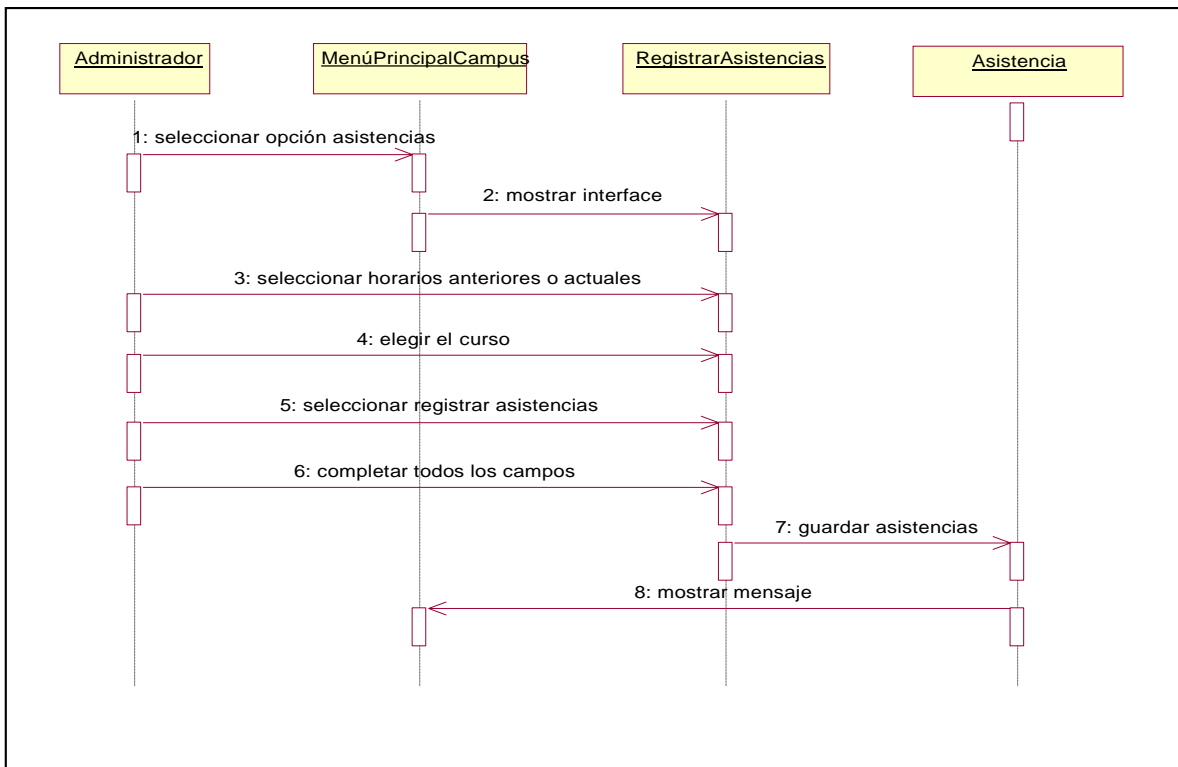 Administrador
MenúPrincipalCampus
RegistrarAsistencias
Asistencia
1: seleccionar opción asistencias
2: mostrar interface
3: seleccionar horarios anteriores o actuales
4: elegir el curso
5: seleccionar registrar asistencias
6: completar todos los campos
7: guardar asistencias
8: mostrar mensaje